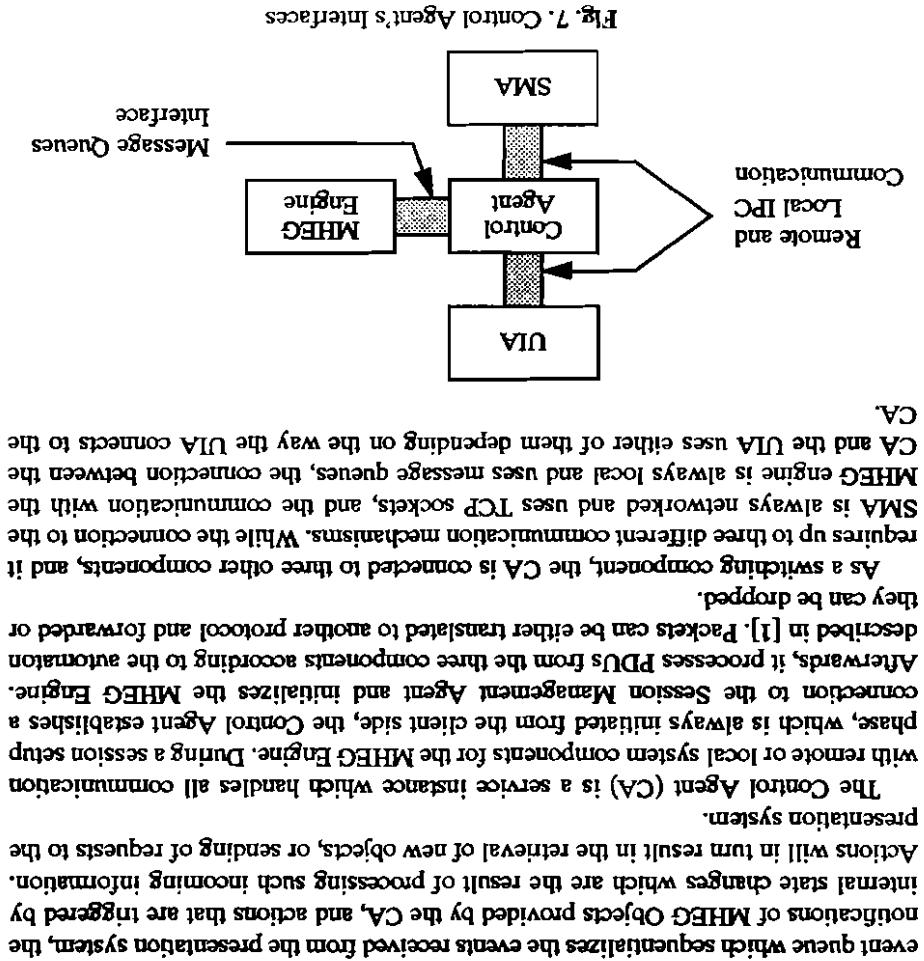 event queue which sequentializes the events received from the presentation system, the
notifications of MHEG Objects provided by the CA, and actions that are triggered by
internal state changes which are the result of processing such incoming information.
Actions will in turn result in the retrieval of new objects, or sending of requests to the
presentation system.
The Control Agent (CA) is a service instance which handles all communication
with remote or local system components for the MHEG Engine. During a session setup
phase, which is always initiated from the client side, the Control Agent establishes a
connection to the Session Management Agent and initializes the MHEG Engine.
Afterwards, it processes PDUs from the three components according to the automaton
described in [1]. Packets can be either translated to another protocol and forwarded or
they can be dropped.
As a switching component, the CA is connected to three other components, and it
requires up to three different communication mechanisms. While the connection to the
SMA is always networked and uses TCP sockets, and the communication with the
MHEG engine is always local and uses message queues, the connection between the
CA and the UIA uses either of them depending on the way the UIA connects to the
CA.
UIA
Remote and
Local IPC
Communication
Control
Agent
MHEG
Engine
Message Queues
Interface
SMA
Fig. 7. Control Agent's Interfaces